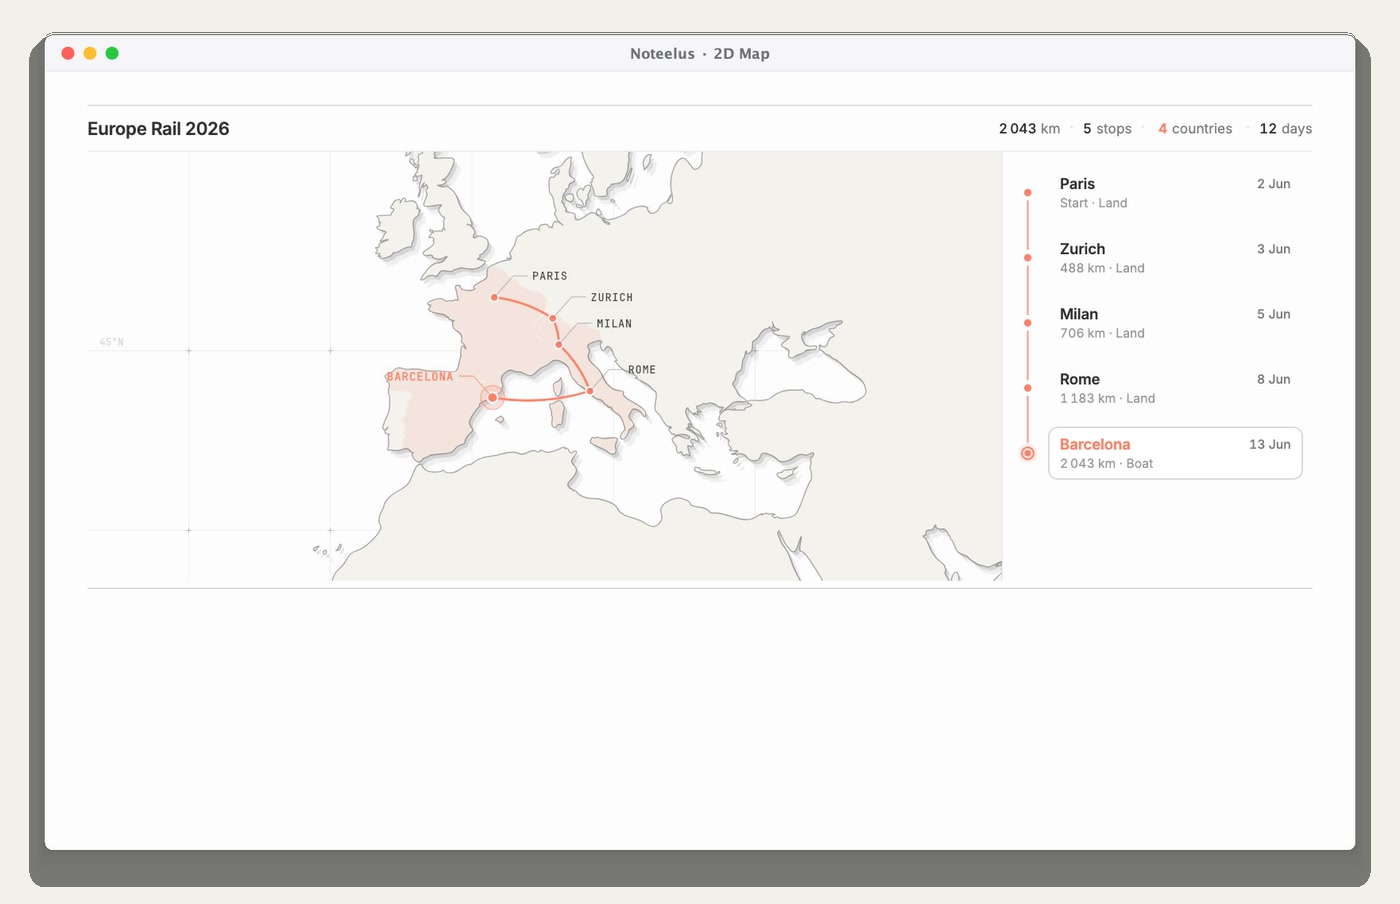 Noteelus · 2D Map
Europe Rail 2026
2 043 km · 5 stops · 4 countries · 12 days
PARIS
ZURICH
MILAN
45°N
ROME
BARCELONA
Paris 2 Jun
Start · Land
Zurich 3 Jun
488 km · Land
Milan 5 Jun
706 km · Land
Rome 8 Jun
1 183 km · Land
Barcelona 13 Jun
2 043 km · Boat